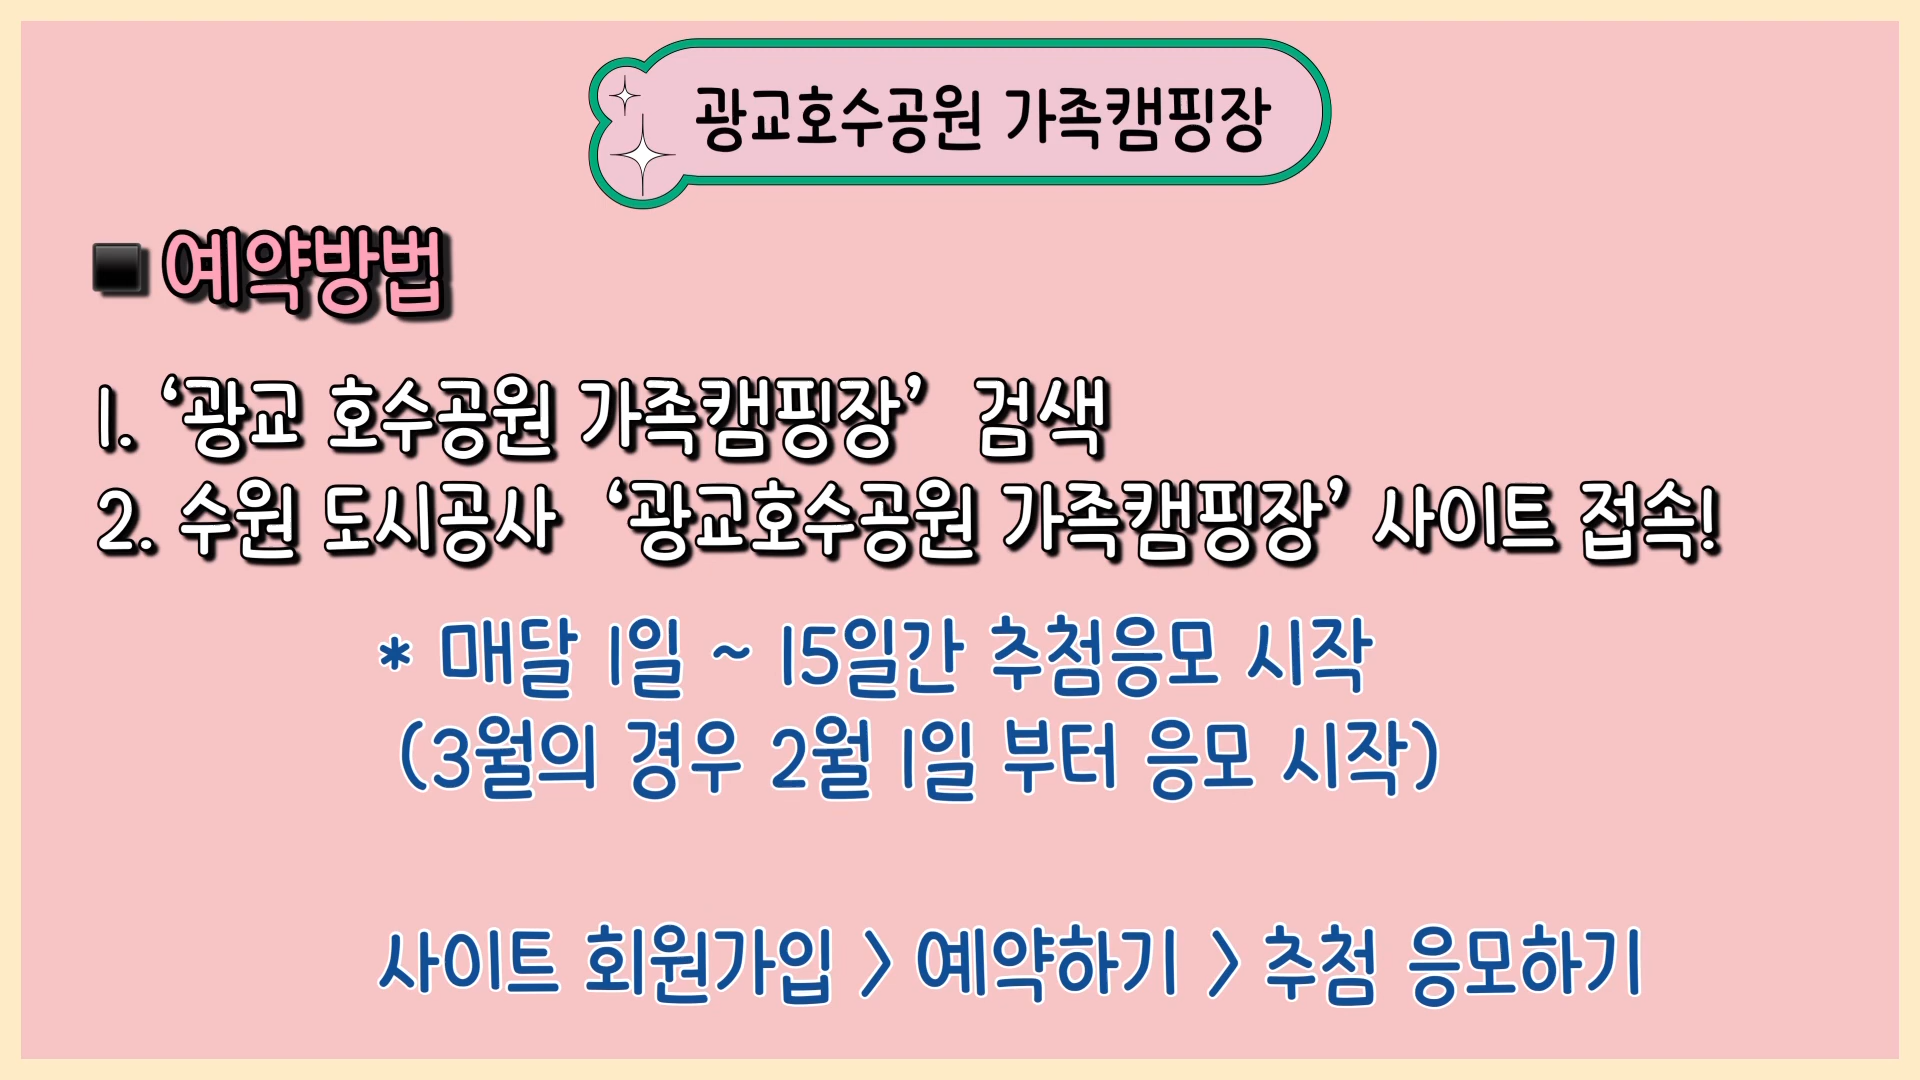 광교호수공원 가족캠핑장
■ 예약방법
1. ‘광교 호수공원 가족캠핑장’ 검색
2. 수원 도시공사 ‘광교호수공원 가족캠핑장’ 사이트 접속!
* 매달 1일 ~ 15일간 추첨응모 시작
(3월의 경우 2월 1일 부터 응모 시작)
사이트 회원가입 > 예약하기 > 추첨 응모하기